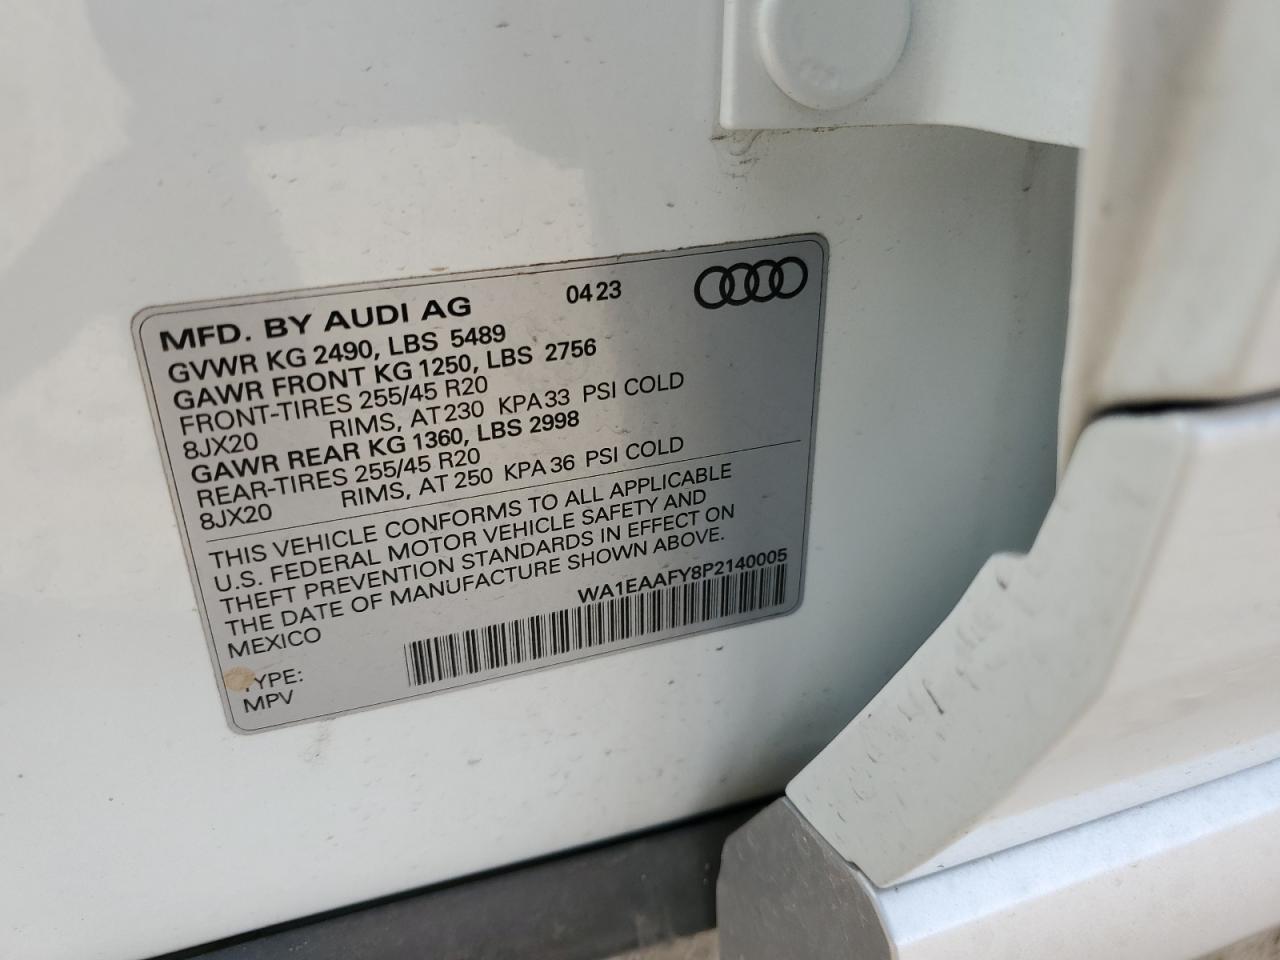 MFD. BY AUDI AG 0423
GVWR KG 2490, LBS 5489
GAWR FRONT KG 1250, LBS 2756
FRONT-TIRES 255/45 R20
8JX20 RIMS, AT 230 KPA 33 PSI COLD
GAWR REAR KG 1360, LBS 2998
REAR-TIRES 255/45 R20
8JX20 RIMS, AT 250 KPA 36 PSI COLD
THIS VEHICLE CONFORMS TO ALL APPLICABLE
U.S. FEDERAL MOTOR VEHICLE SAFETY AND
THEFT PREVENTION STANDARDS IN EFFECT ON
THE DATE OF MANUFACTURE SHOWN ABOVE.
MEXICO WA1EAAFY8P2140005
TYPE:
MPV